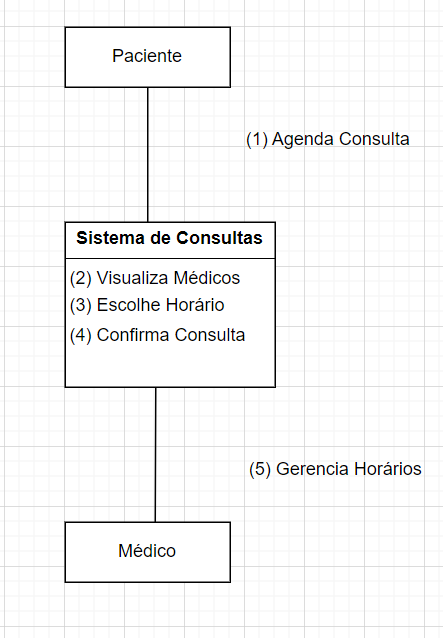 Paciente
(1) Agenda Consulta
Sistema de Consultas
(2) Visualiza Médicos
(3) Escolhe Horário
(4) Confirma Consulta
(5) Gerencia Horários
Médico